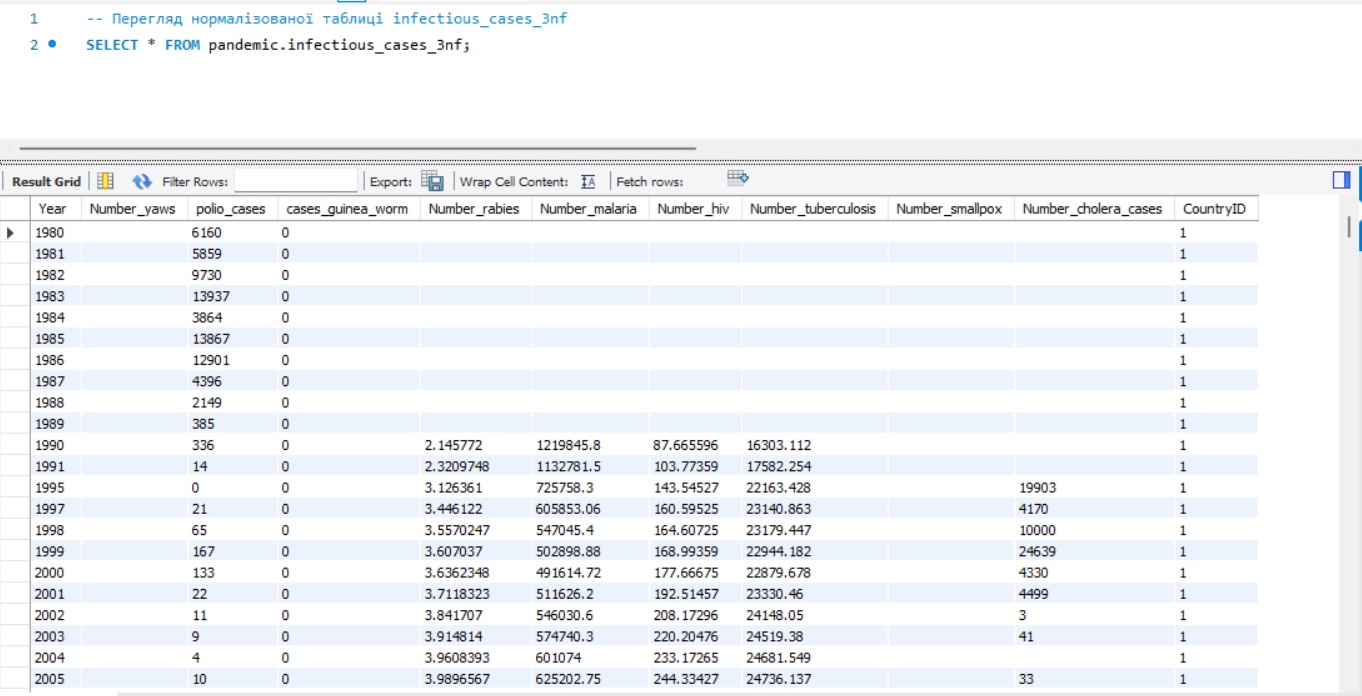 1 -- Перегляд нормалізованої таблиці infectious_cases_3nf
2 SELECT * FROM pandemic.infectious_cases_3nf;
Result Grid Filter Rows: Export: Wrap Cell Content: IA Fetch rows:
Year Number_yaws polio_cases cases_guinea_worm Number_rabies Number_malaria Number_hiv Number_tuberculosis Number_smallpox Number_cholera_cases CountryID
1980 6160 0 1
1981 5859 0 1
1982 9730 0 1
1983 13937 0 1
1984 3864 0 1
1985 13867 0 1
1986 12901 0 1
1987 4396 0 1
1988 2149 0 1
1989 385 0 1
1990 336 0 2.145772 1219845.8 87.665596 16303.112 1
1991 14 0 2.3209748 1132781.5 103.77359 17582.254 1
1995 0 0 3.126361 725758.3 143.54527 22163.428 19903 1
1997 21 0 3.446122 605853.06 160.59525 23140.863 4170 1
1998 65 0 3.5570247 547045.4 164.60725 23179.447 10000 1
1999 167 0 3.607037 502898.88 168.99359 22944.182 24639 1
2000 133 0 3.6362348 491614.72 177.66675 22879.678 4330 1
2001 22 0 3.7118323 511626.2 192.51457 23330.46 4499 1
2002 11 0 3.841707 546030.6 208.17296 24148.05 3 1
2003 9 0 3.914814 574740.3 220.20476 24519.38 41 1
2004 4 0 3.9608393 601074 233.17265 24681.549 1
2005 10 0 3.9896567 625202.75 244.33427 24736.137 33 1